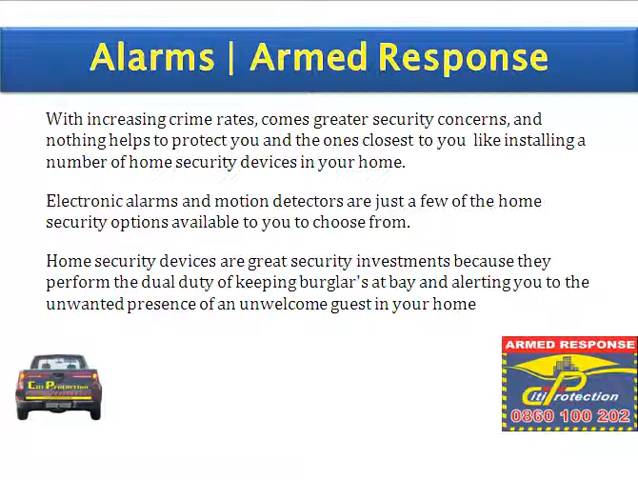 Alarms | Armed Response
With increasing crime rates, comes greater security concerns, and
nothing helps to protect you and the ones closest to you like installing a
number of home security devices in your home.
Electronic alarms and motion detectors are just a few of the home
security options available to you to choose from.
Home security devices are great security investments because they
perform the dual duty of keeping burglar's at bay and alerting you to the
unwanted presence of an unwelcome guest in your home
Citi Protection
ARMED RESPONSE
Citi Protection
0860 100 202